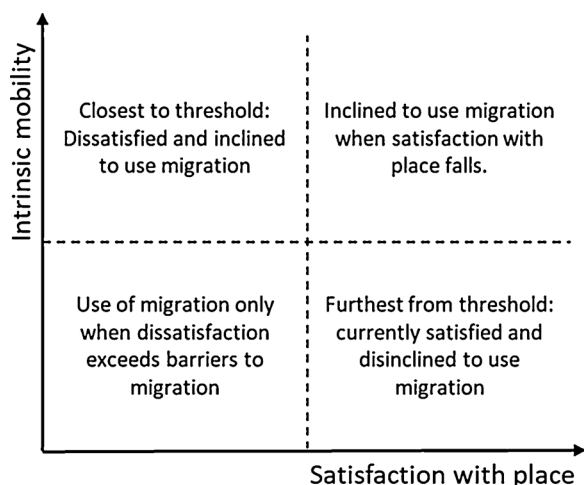 Intrinsic mobility
Closest to threshold:
Dissatisfied and inclined
to use migration
Inclined to use migration
when satisfaction with
place falls.
Use of migration only
when dissatisfaction
exceeds barriers to
migration
Furthest from threshold:
currently satisfied and
disinclined to use
migration
Satisfaction with place